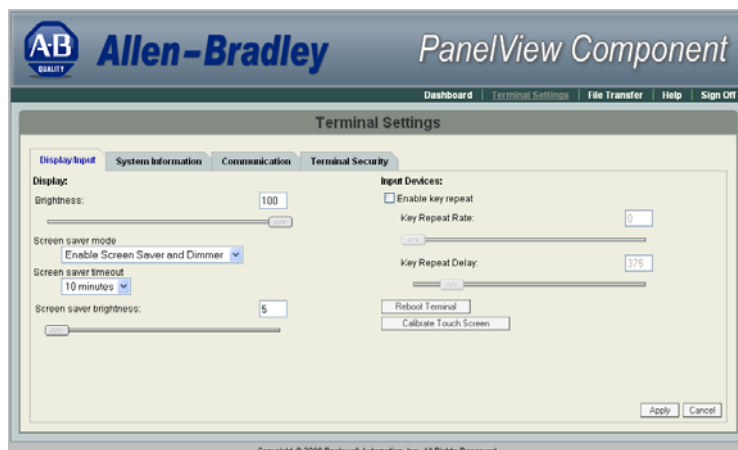 A·B
QUALITY
Allen-Bradley
PanelView Component
Dashboard | Terminal Settings | File Transfer | Help | Sign Off
Terminal Settings
Display/Input
System Information
Communication
Terminal Security
Display:
Brightness:
100
Screen saver mode
Enable Screen Saver and Dimmer
Screen saver timeout
10 minutes
Screen saver brightness:
5
Input Devices:
Enable key repeat
Key Repeat Rate:
0
Key Repeat Delay:
375
Reboot Terminal
Calibrate Touch Screen
Apply
Cancel